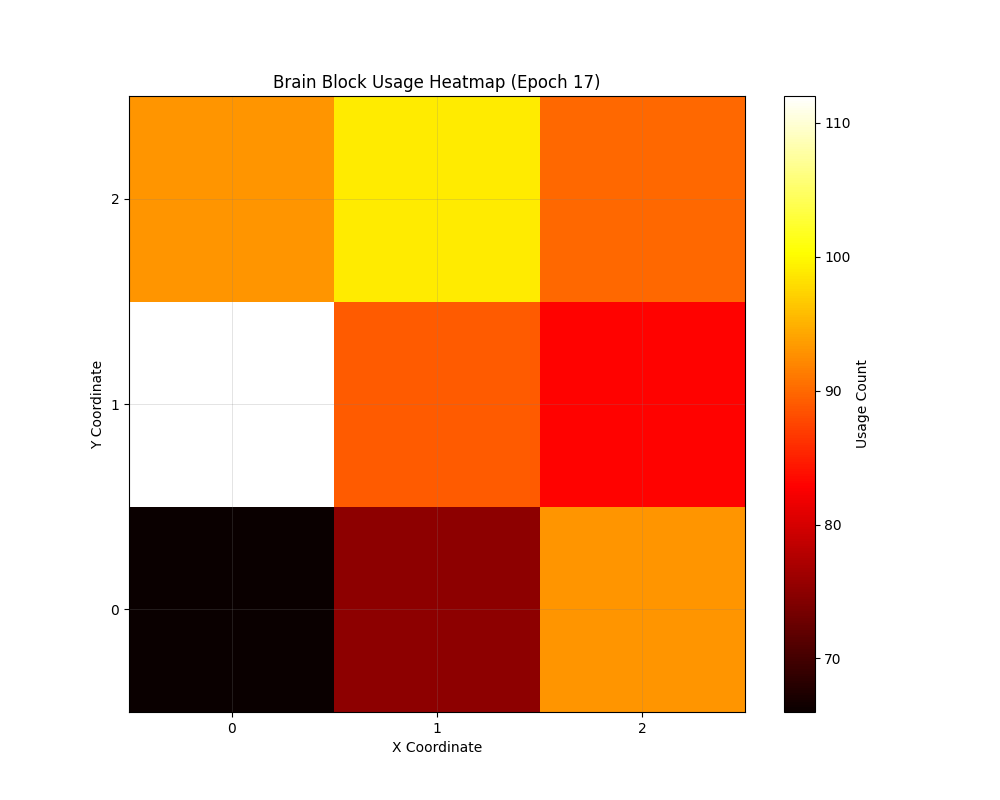 Brain Block Usage Heatmap (Epoch 17)
110
100
90
80
70
Usage Count
2
1
0
Y Coordinate
0 1 2
X Coordinate